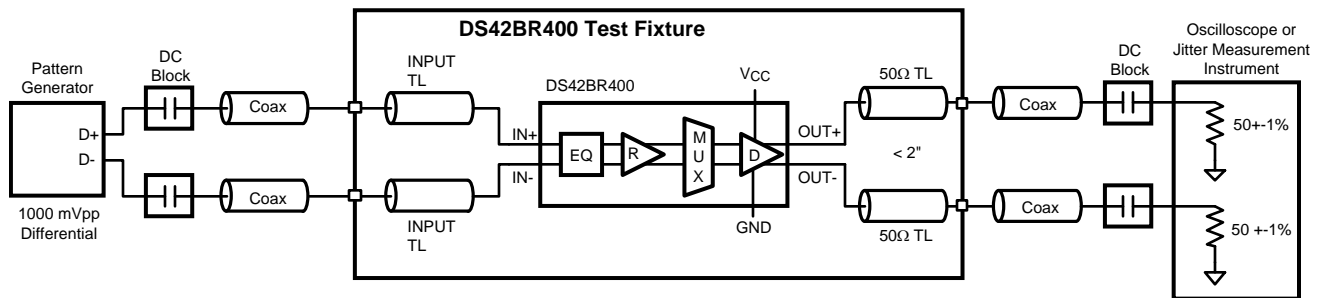 DS42BR400 Test Fixture
Pattern
Generator
D+
D-
1000 mVpp
Differential
DC
Block
Coax
Coax
INPUT
TL
INPUT
TL
DS42BR400
IN+
IN-
EQ
R
M
U
X
D
VCC
GND
OUT+
OUT-
50Ω TL
< 2"
50Ω TL
Coax
Coax
DC
Block
Oscilloscope or
Jitter Measurement
Instrument
50+-1%
50 +-1%